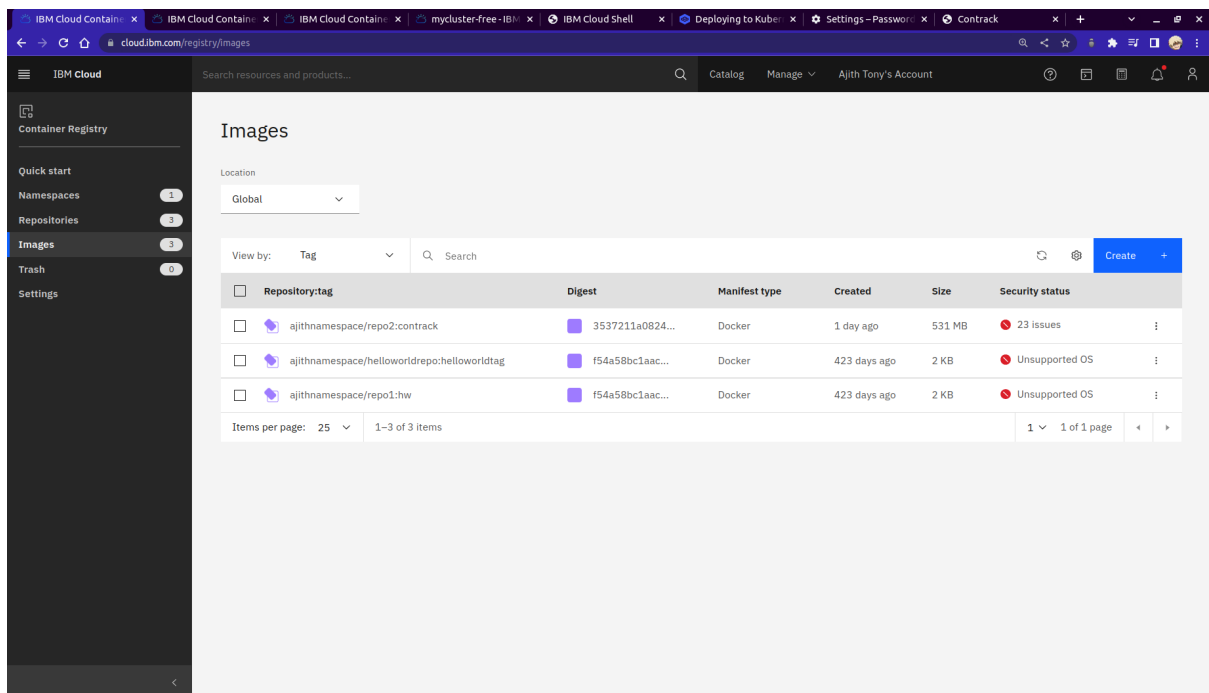 IBM Cloud Containe
IBM Cloud Containe
IBM Cloud Containe
mycluster-free - IBM
IBM Cloud Shell
Deploying to Kuber
Settings – Password
Contrack
cloud.ibm.com/registry/images
IBM Cloud
Search resources and products...
Catalog
Manage
Ajith Tony's Account
Container Registry
Quick start
Namespaces 1
Repositories 3
Images 3
Trash 0
Settings
Images
Location
Global
View by: Tag
Search
Create +
Repository:tag Digest Manifest type Created Size Security status
ajithnamespace/repo2:contrack 3537211a0824... Docker 1 day ago 531 MB 23 issues
ajithnamespace/helloworldrepo:helloworldtag f54a58bc1aac... Docker 423 days ago 2 KB Unsupported OS
ajithnamespace/repo1:hw f54a58bc1aac... Docker 423 days ago 2 KB Unsupported OS
Items per page: 25 1–3 of 3 items 1 1 of 1 page